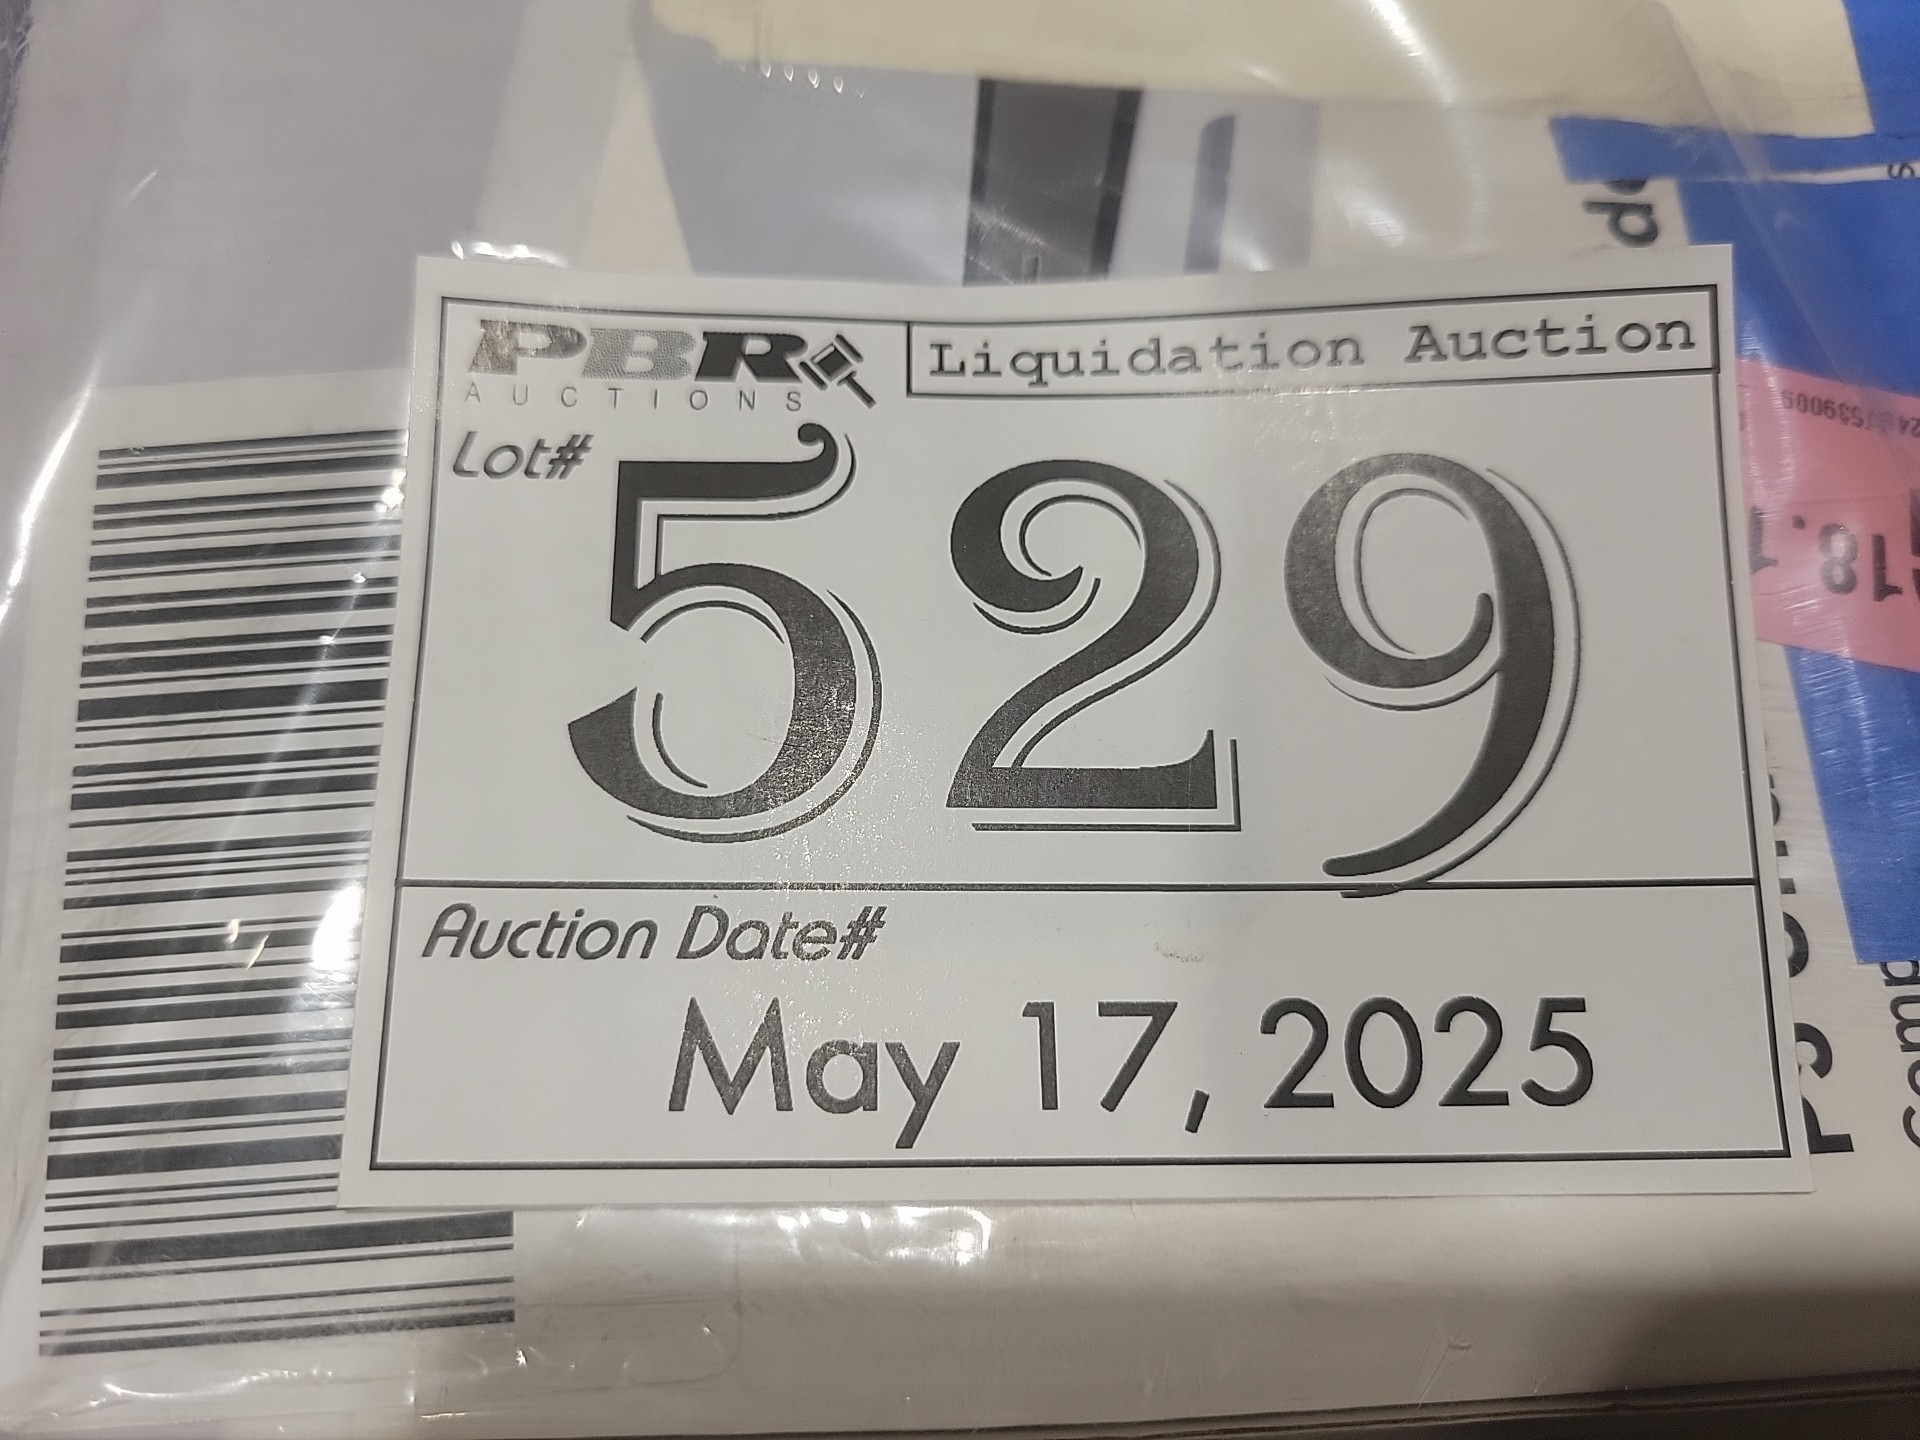 PBR
AUCTIONS
Liquidation Auction
Lot#
529
Auction Date#
May 17, 2025